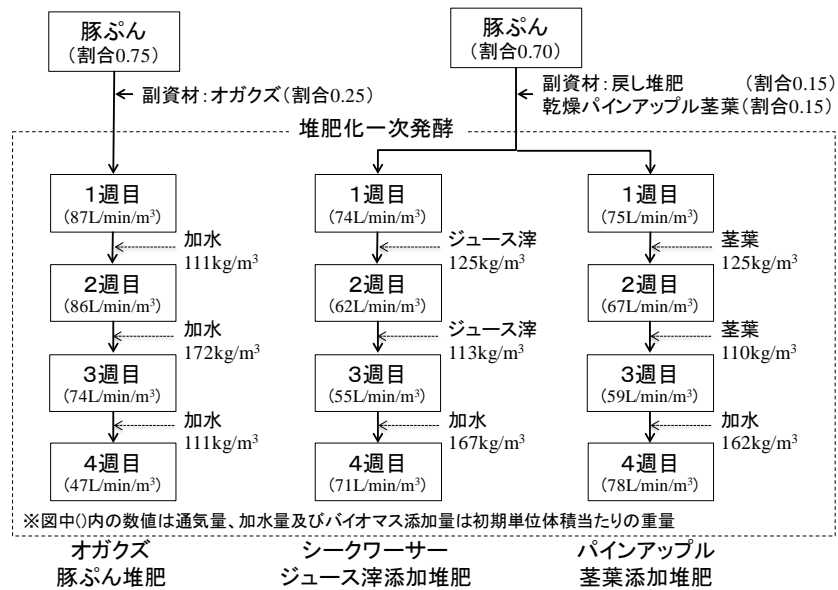 豚ぷん
(割合0.75)
豚ぷん
(割合0.70)
副資材：オガクズ(割合0.25)
副資材：戻し堆肥 (割合0.15)
乾燥パインアップル茎葉(割合0.15)
堆肥化一次発酵
1週目
(87L/min/m³)
加水
111kg/m³
2週目
(86L/min/m³)
加水
172kg/m³
3週目
(74L/min/m³)
加水
111kg/m³
4週目
(47L/min/m³)
1週目
(74L/min/m³)
ジュース滓
125kg/m³
2週目
(62L/min/m³)
ジュース滓
113kg/m³
3週目
(55L/min/m³)
加水
167kg/m³
4週目
(71L/min/m³)
1週目
(75L/min/m³)
茎葉
125kg/m³
2週目
(67L/min/m³)
茎葉
110kg/m³
3週目
(59L/min/m³)
加水
162kg/m³
4週目
(78L/min/m³)
※図中()内の数値は通気量、加水量及びバイオマス添加量は初期単位体積当たりの重量
オガクズ
豚ぷん堆肥
シークワーサー
ジュース滓添加堆肥
パインアップル
茎葉添加堆肥